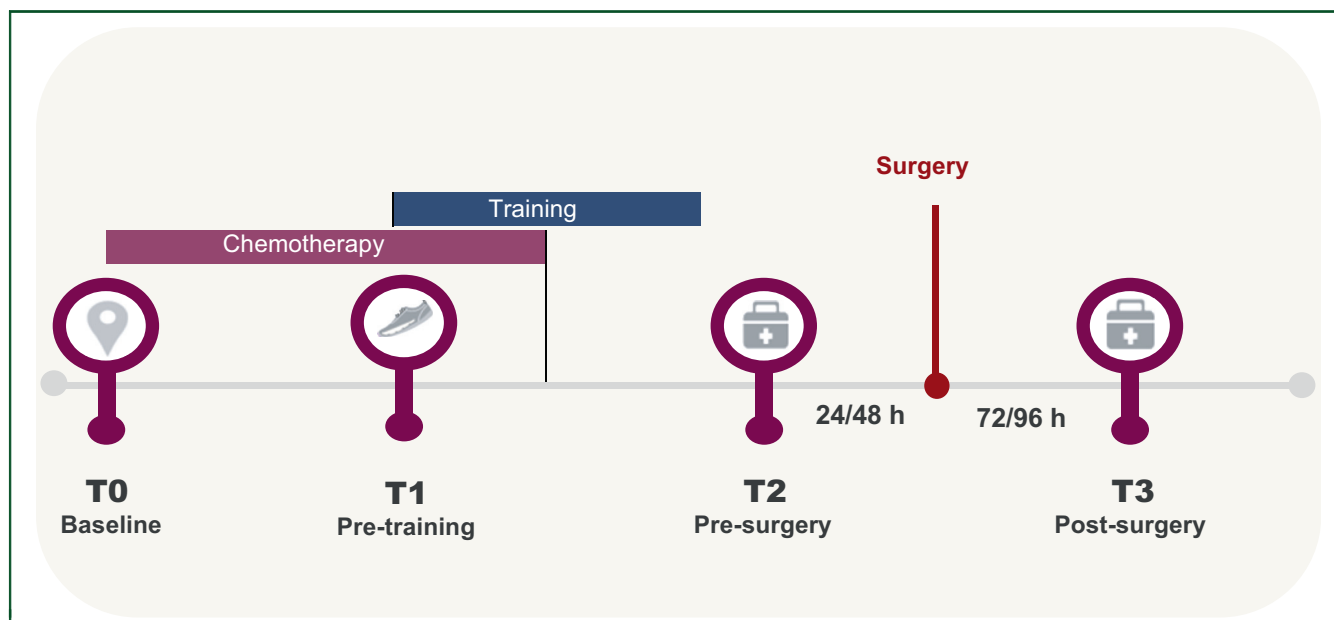 Surgery
Training
Chemotherapy
24/48 h
72/96 h
T0
Baseline
T1
Pre-training
T2
Pre-surgery
T3
Post-surgery